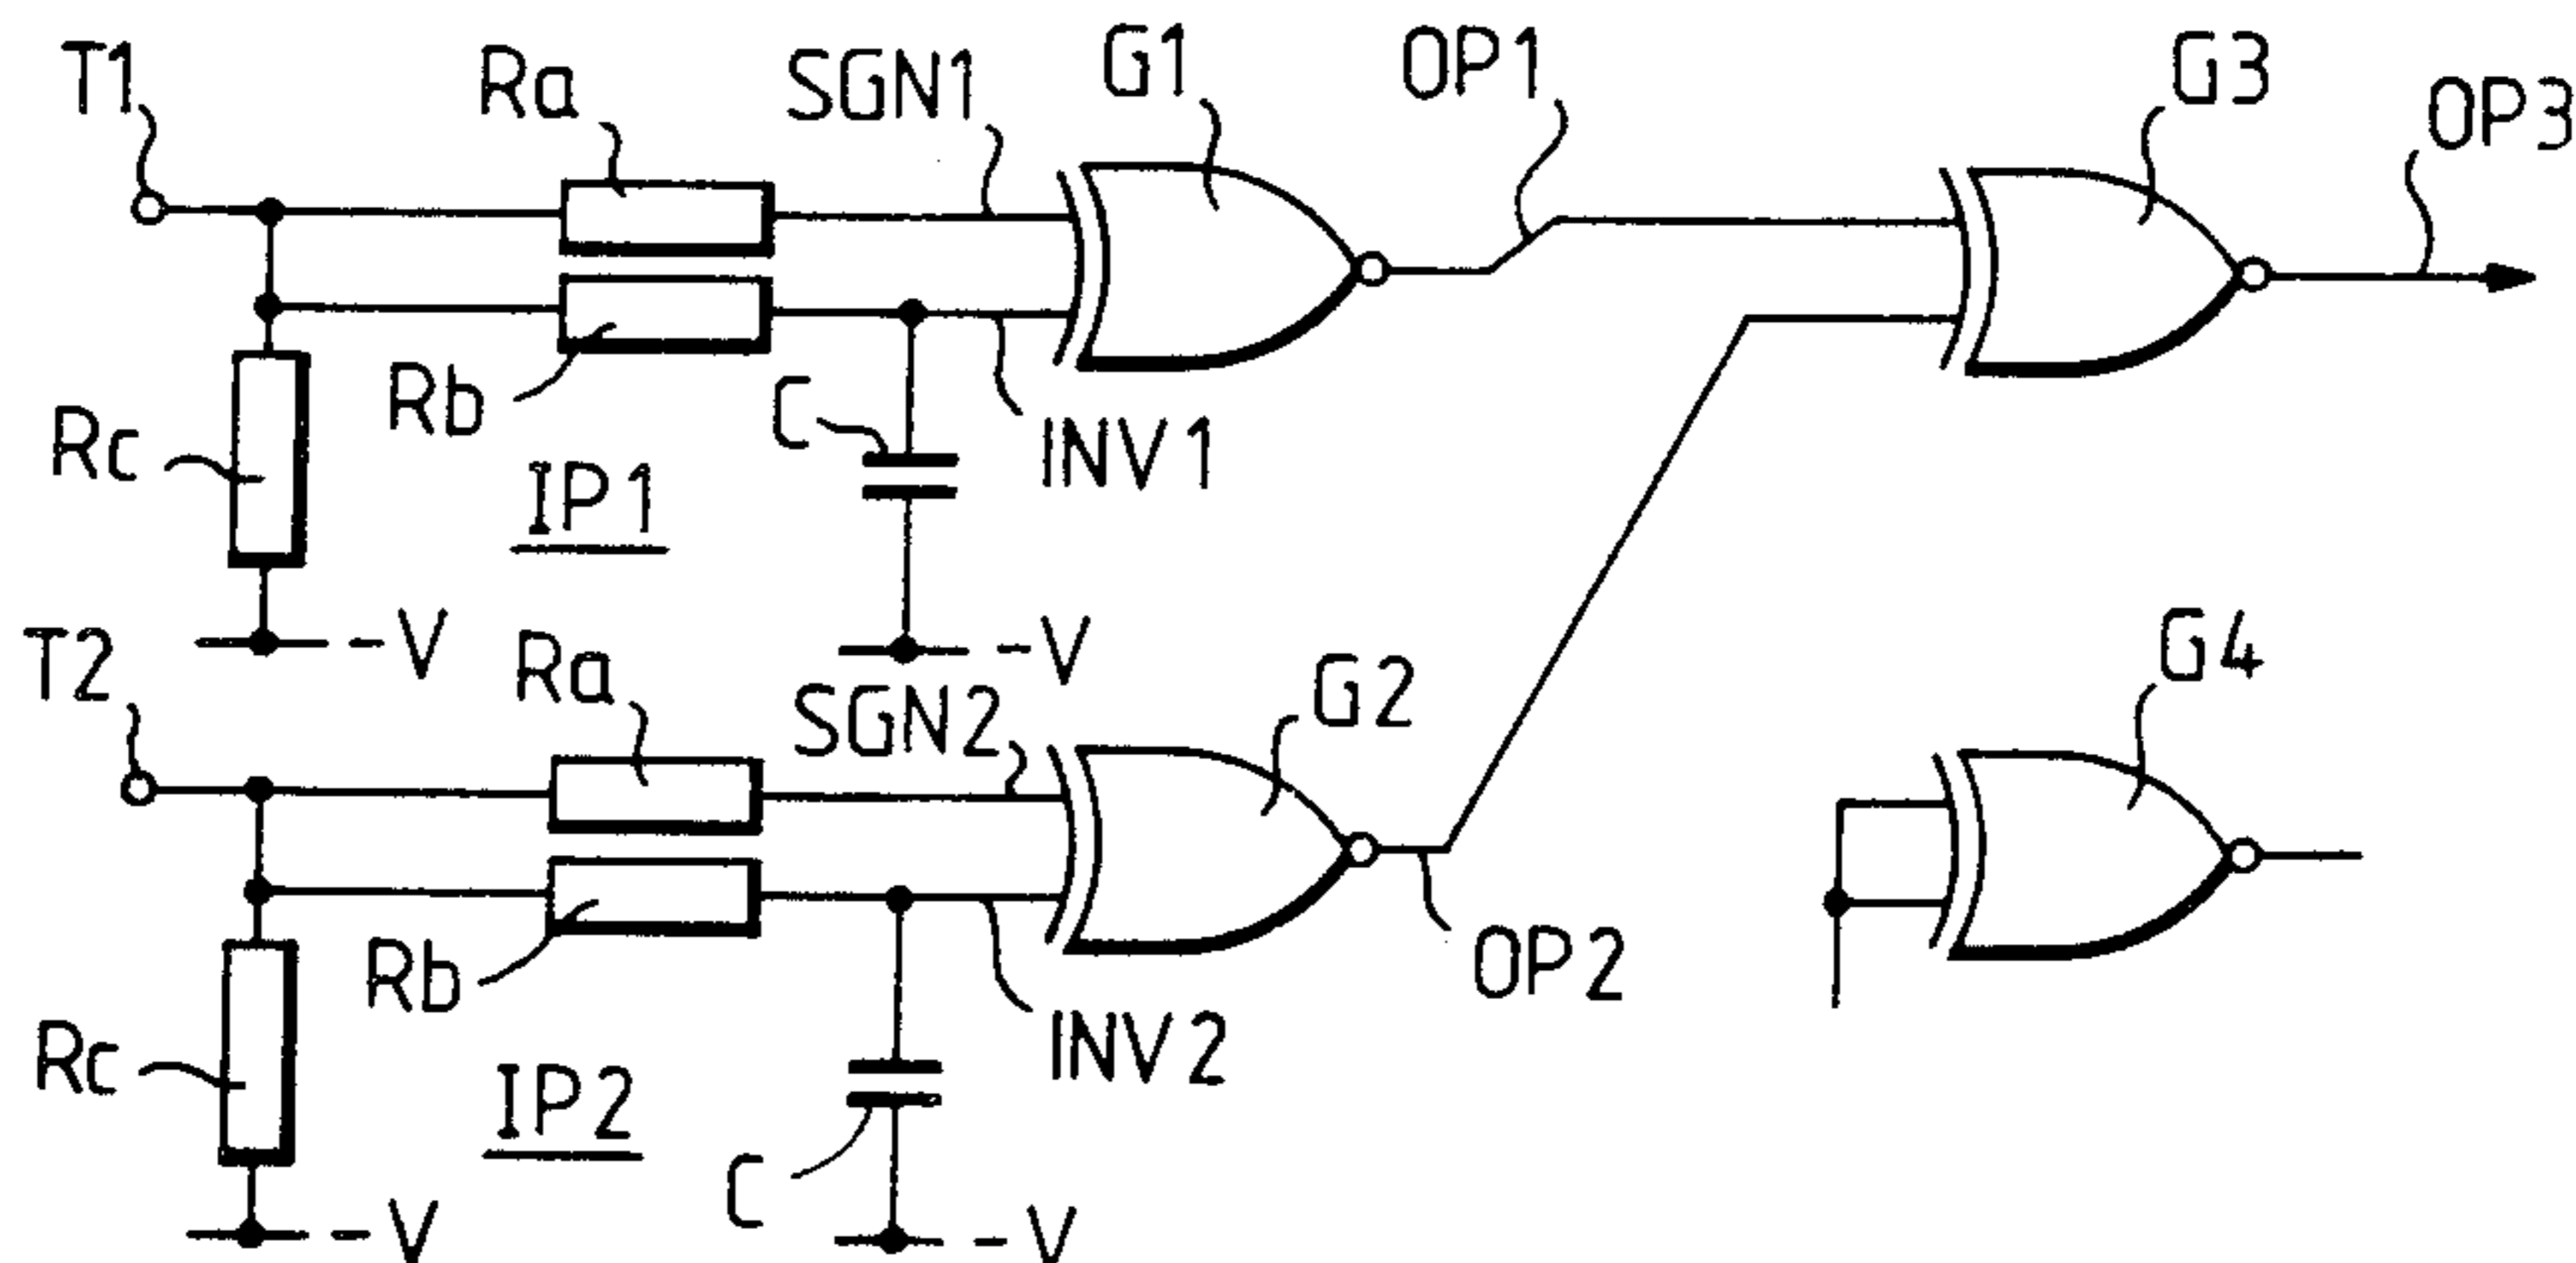 T1
Ra
SGN1
G1
OP1
G3
OP3
Rc
Rb
C
INV1
IP1
-V
-V
T2
Ra
SGN2
G2
G4
Rb
OP2
Rc
IP2
C
INV2
-V
-V